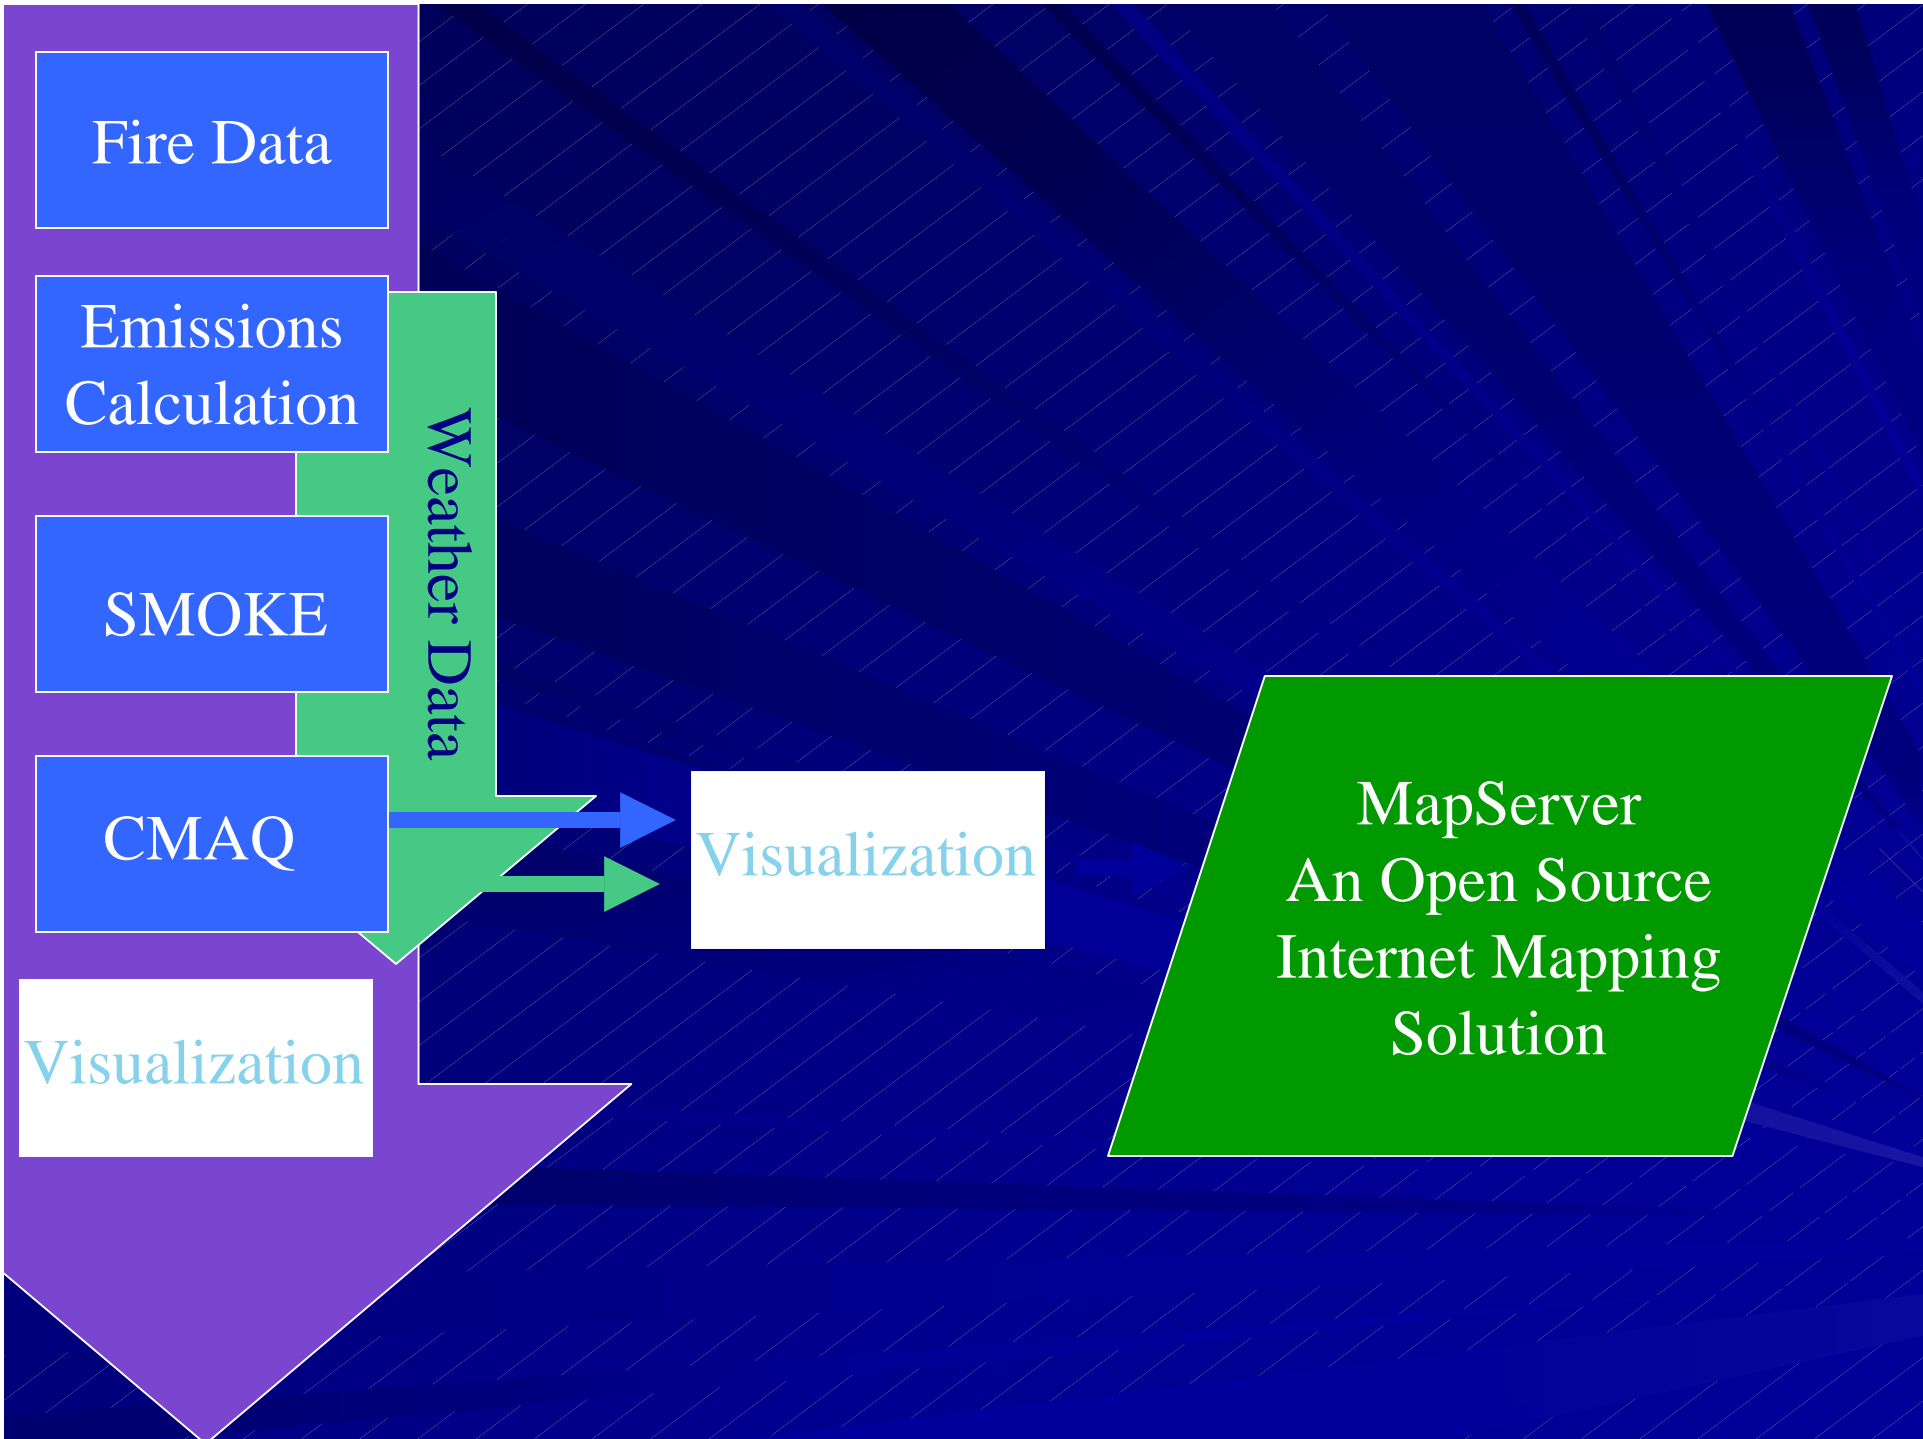 Fire Data
Emissions
Calculation
SMOKE
CMAQ
Visualization
Weather Data
Visualization
MapServer
An Open Source
Internet Mapping
Solution